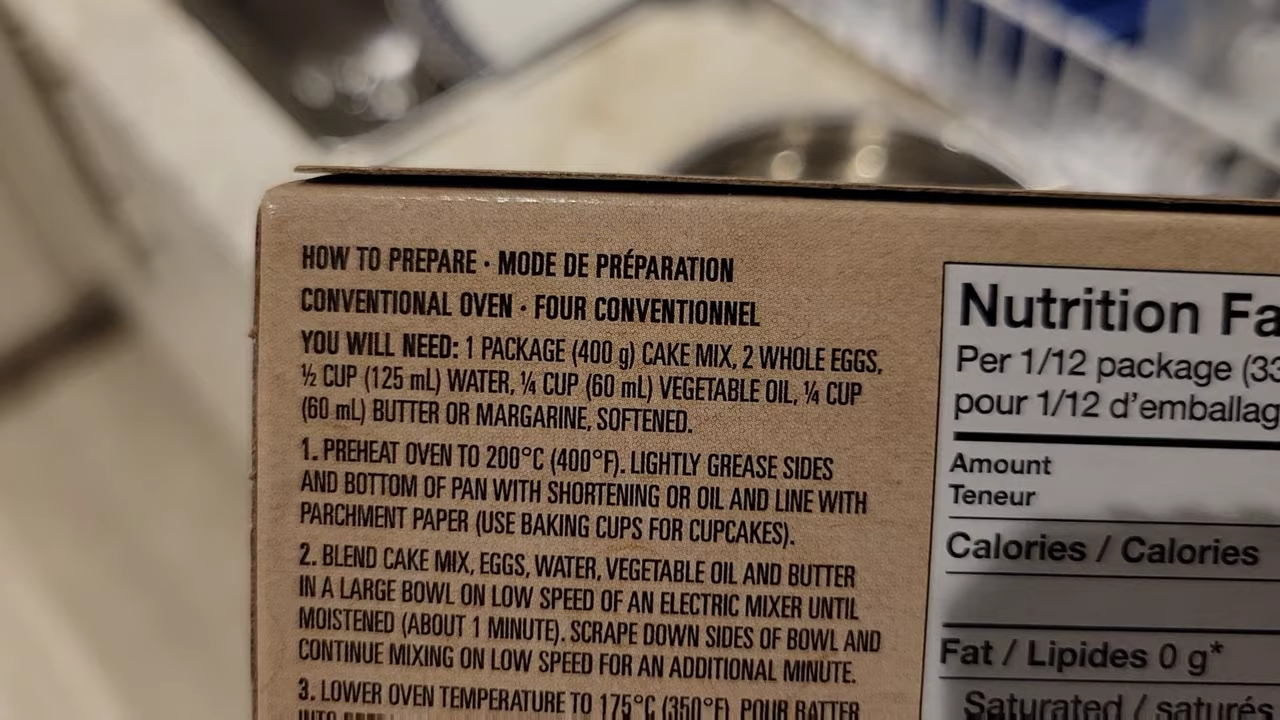 HOW TO PREPARE · MODE DE PRÉPARATION
CONVENTIONAL OVEN · FOUR CONVENTIONNEL
YOU WILL NEED: 1 PACKAGE (400 g) CAKE MIX, 2 WHOLE EGGS,
½ CUP (125 mL) WATER, ¼ CUP (60 mL) VEGETABLE OIL, ¼ CUP
(60 mL) BUTTER OR MARGARINE, SOFTENED.
1. PREHEAT OVEN TO 200°C (400°F). LIGHTLY GREASE SIDES
AND BOTTOM OF PAN WITH SHORTENING OR OIL AND LINE WITH
PARCHMENT PAPER (USE BAKING CUPS FOR CUPCAKES).
2. BLEND CAKE MIX, EGGS, WATER, VEGETABLE OIL AND BUTTER
IN A LARGE BOWL ON LOW SPEED OF AN ELECTRIC MIXER UNTIL
MOISTENED (ABOUT 1 MINUTE). SCRAPE DOWN SIDES OF BOWL AND
CONTINUE MIXING ON LOW SPEED FOR AN ADDITIONAL MINUTE.
3. LOWER OVEN TEMPERATURE TO 175°C (350°F). POUR BATTER
INTO
Nutrition Fa
Per 1/12 package (33
pour 1/12 d'emballag
Amount
Teneur
Calories / Calories
Fat / Lipides 0 g*
Saturated / saturés